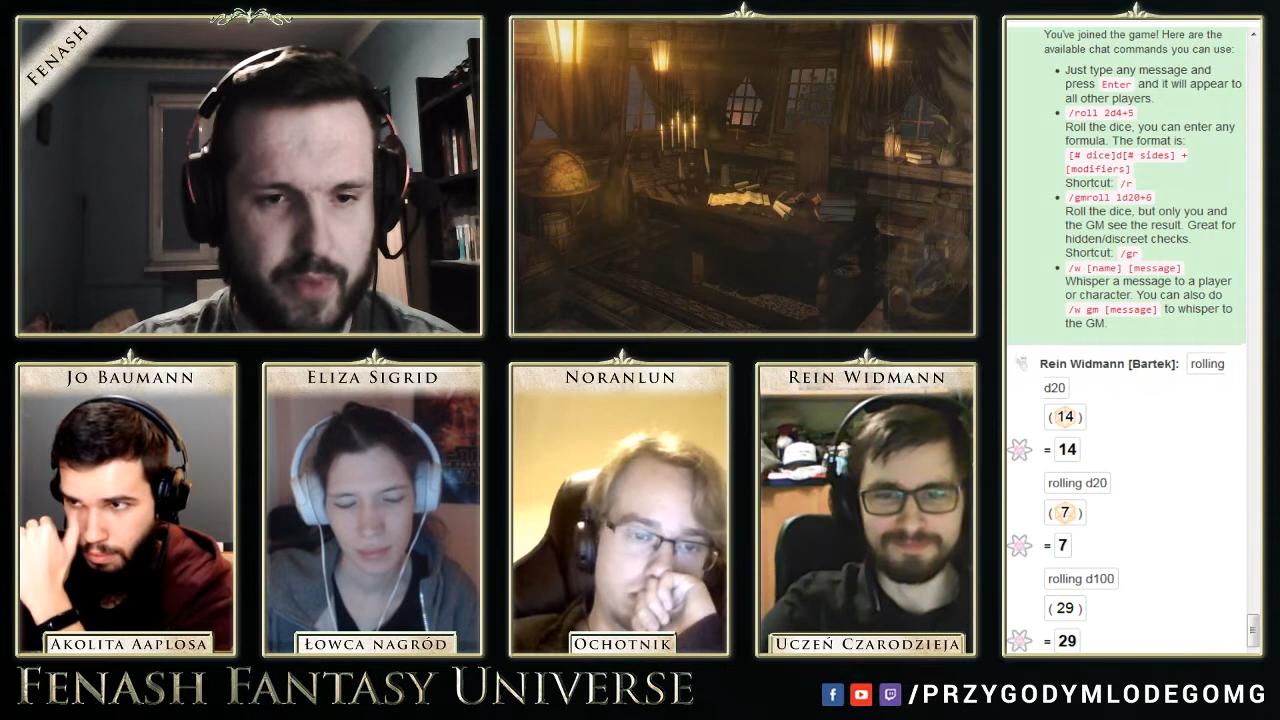 FENASH
You've joined the game! Here are the
available chat commands you can use:
• Just type any message and
press Enter and it will appear to
all other players.
• /roll 2d4+5
Roll the dice, you can enter any
formula. The format is:
[# dice]d[# sides] +
[modifiers]
Shortcut: /r
• /gmroll 1d20+6
Roll the dice, but only you and
the GM see the result. Great for
hidden/discreet checks.
Shortcut: /gr
• /w [name] [message]
Whisper a message to a player
or character. You can also do
/w gm [message] to whisper to
the GM.
Rein Widmann [Bartek]: rolling
d20
(14)
= 14
rolling d20
(7)
= 7
rolling d100
(29)
= 29
JO BAUMANN
AKOLITA AAPLOSA
ELIZA SIGRID
ŁOWCA NAGRÓD
NORANLUN
OCHOTNIK
REIN WIDMANN
UCZEŃ CZARODZIEJA
FENASH FANTASY UNIVERSE
/PRZYGODYMLODEGOMG